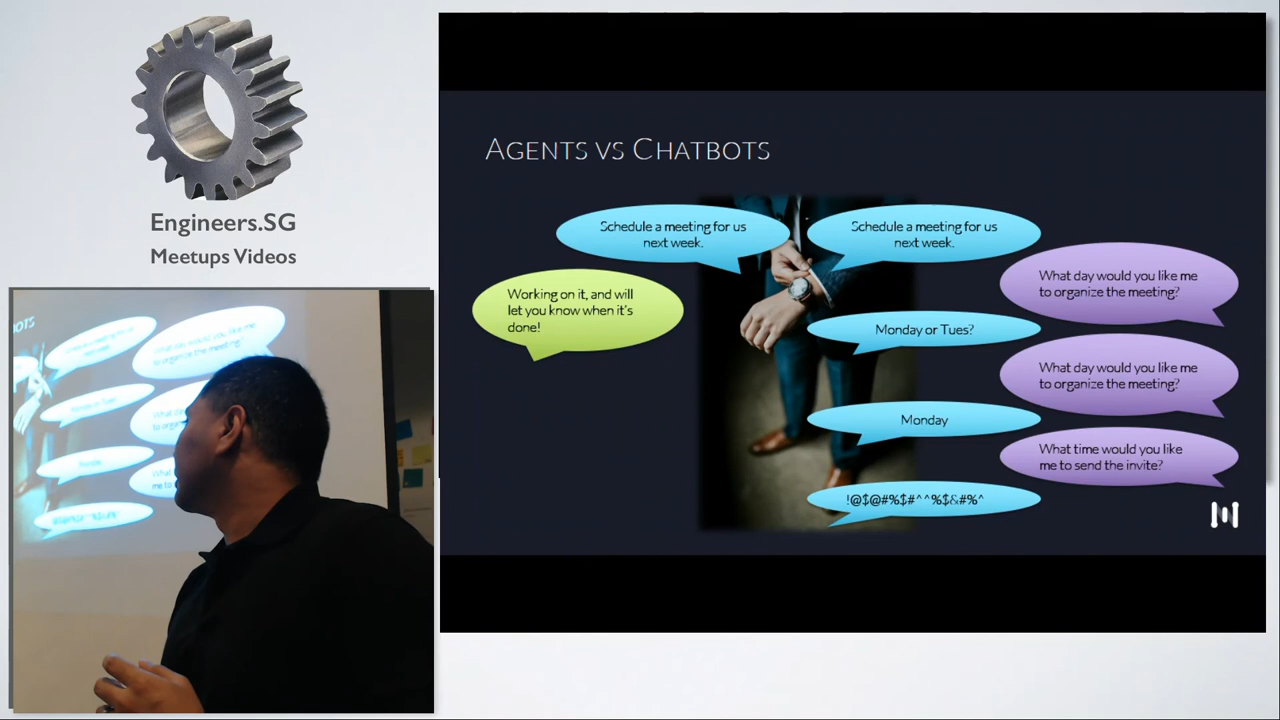 Engineers.SG
Meetups Videos
AGENTS VS CHATBOTS
Schedule a meeting for us
next week.
Working on it, and will
let you know when it's
done!
Schedule a meeting for us
next week.
What day would you like me
to organize the meeting?
Monday or Tues?
What day would you like me
to organize the meeting?
Monday
What time would you like
me to send the invite?
!@$@#%$#^^%$&#%^